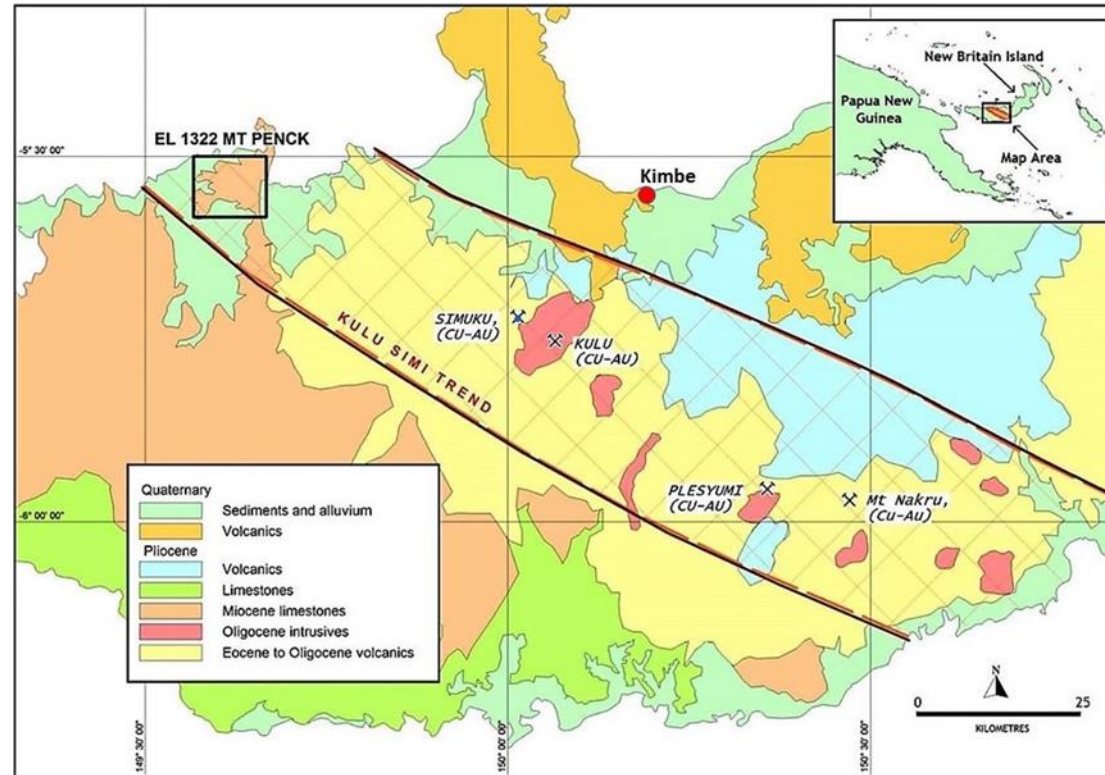 New Britain Island
Papua New
Guinea
Map Area
EL 1322 MT PENCK
-5° 30' 00"
Kimbe
SIMUKU,
(CU-AU)
KULU
(CU-AU)
KULU SIMI TREND
PLESYUMI
(CU-AU)
Mt Nakru,
(Cu-Au)
-6° 00' 00"
Quaternary
Sediments and alluvium
Volcanics
Pliocene
Volcanics
Limestones
Miocene limestones
Oligocene intrusives
Eocene to Oligocene volcanics
N
0 25
KILOMETRES
149° 30' 00"
150° 00' 00"
150° 30' 00"